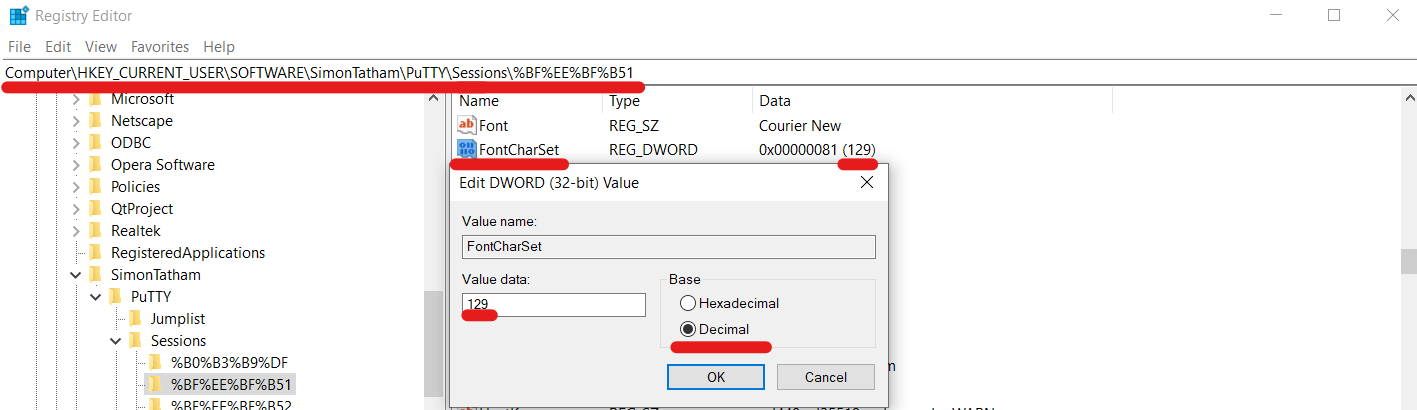 Registry Editor
File Edit View Favorites Help
Computer\HKEY_CURRENT_USER\SOFTWARE\SimonTatham\PuTTY\Sessions\%BF%EE%BF%B51
Microsoft
Netscape
ODBC
Opera Software
Policies
QtProject
Realtek
RegisteredApplications
SimonTatham
PuTTY
Jumplist
Sessions
%B0%B3%B9%DF
%BF%EE%BF%B51
%BF%EE%BF%B52
Name Type Data
ab Font REG_SZ Courier New
FontCharSet REG_DWORD 0x00000081 (129)
Edit DWORD (32-bit) Value
Value name:
FontCharSet
Value data:
129
Base
Hexadecimal
Decimal
OK Cancel